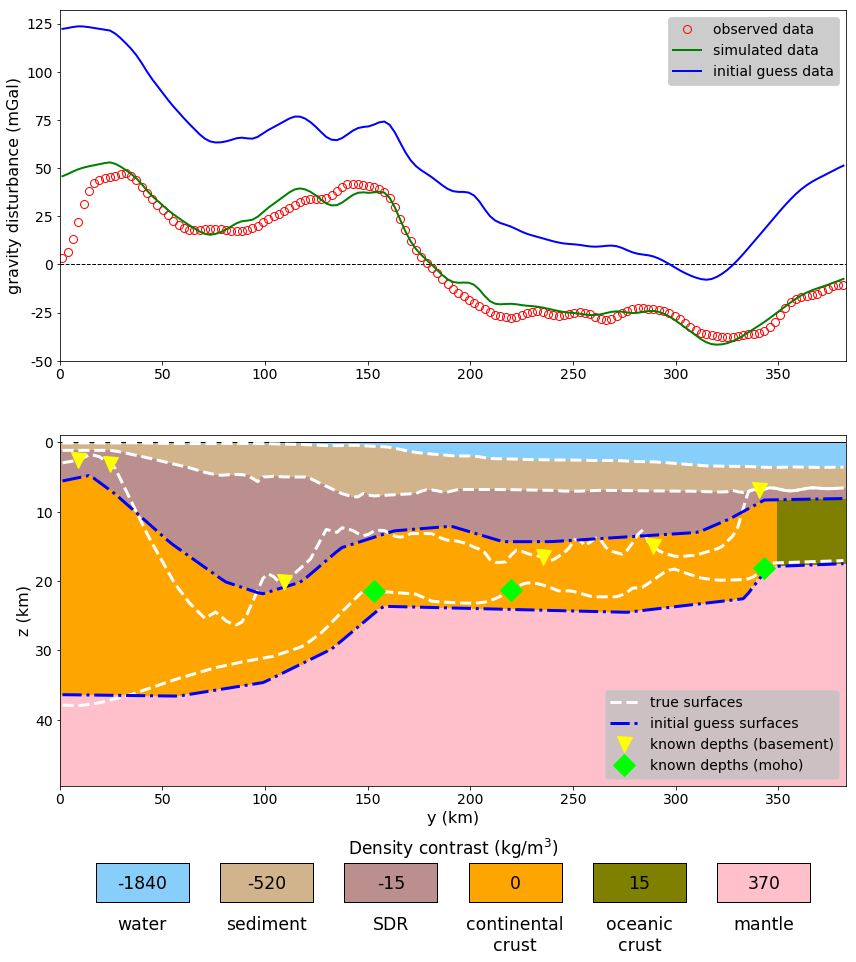 125
100
75
50
25
0
-25
-50
gravity disturbance (mGal)
observed data
simulated data
initial guess data
0 50 100 150 200 250 300 350
0
10
20
30
40
z (km)
true surfaces
initial guess surfaces
known depths (basement)
known depths (moho)
0 50 100 150 200 250 300 350
y (km)
Density contrast (kg/m³)
-1840 -520 -15 0 15 370
water sediment SDR continental oceanic mantle
crust crust